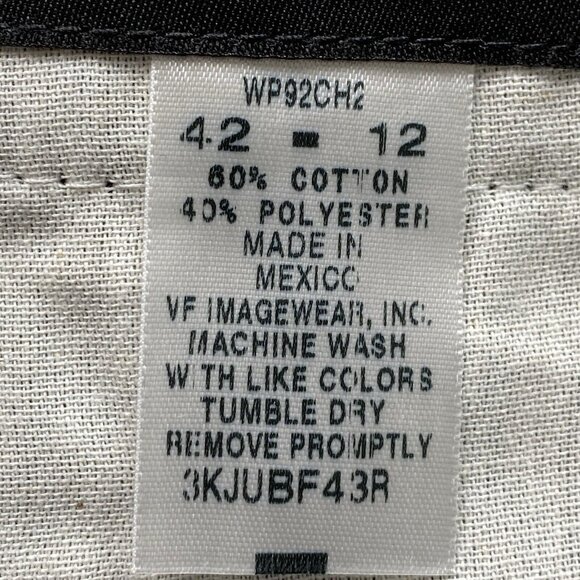 WP92CH2
42 - 12
60% COTTON
40% POLYESTER
MADE IN
MEXICO
VF IMAGEWEAR, INC.
MACHINE WASH
WITH LIKE COLORS
TUMBLE DRY
REMOVE PROMPTLY
3KJUBF43R